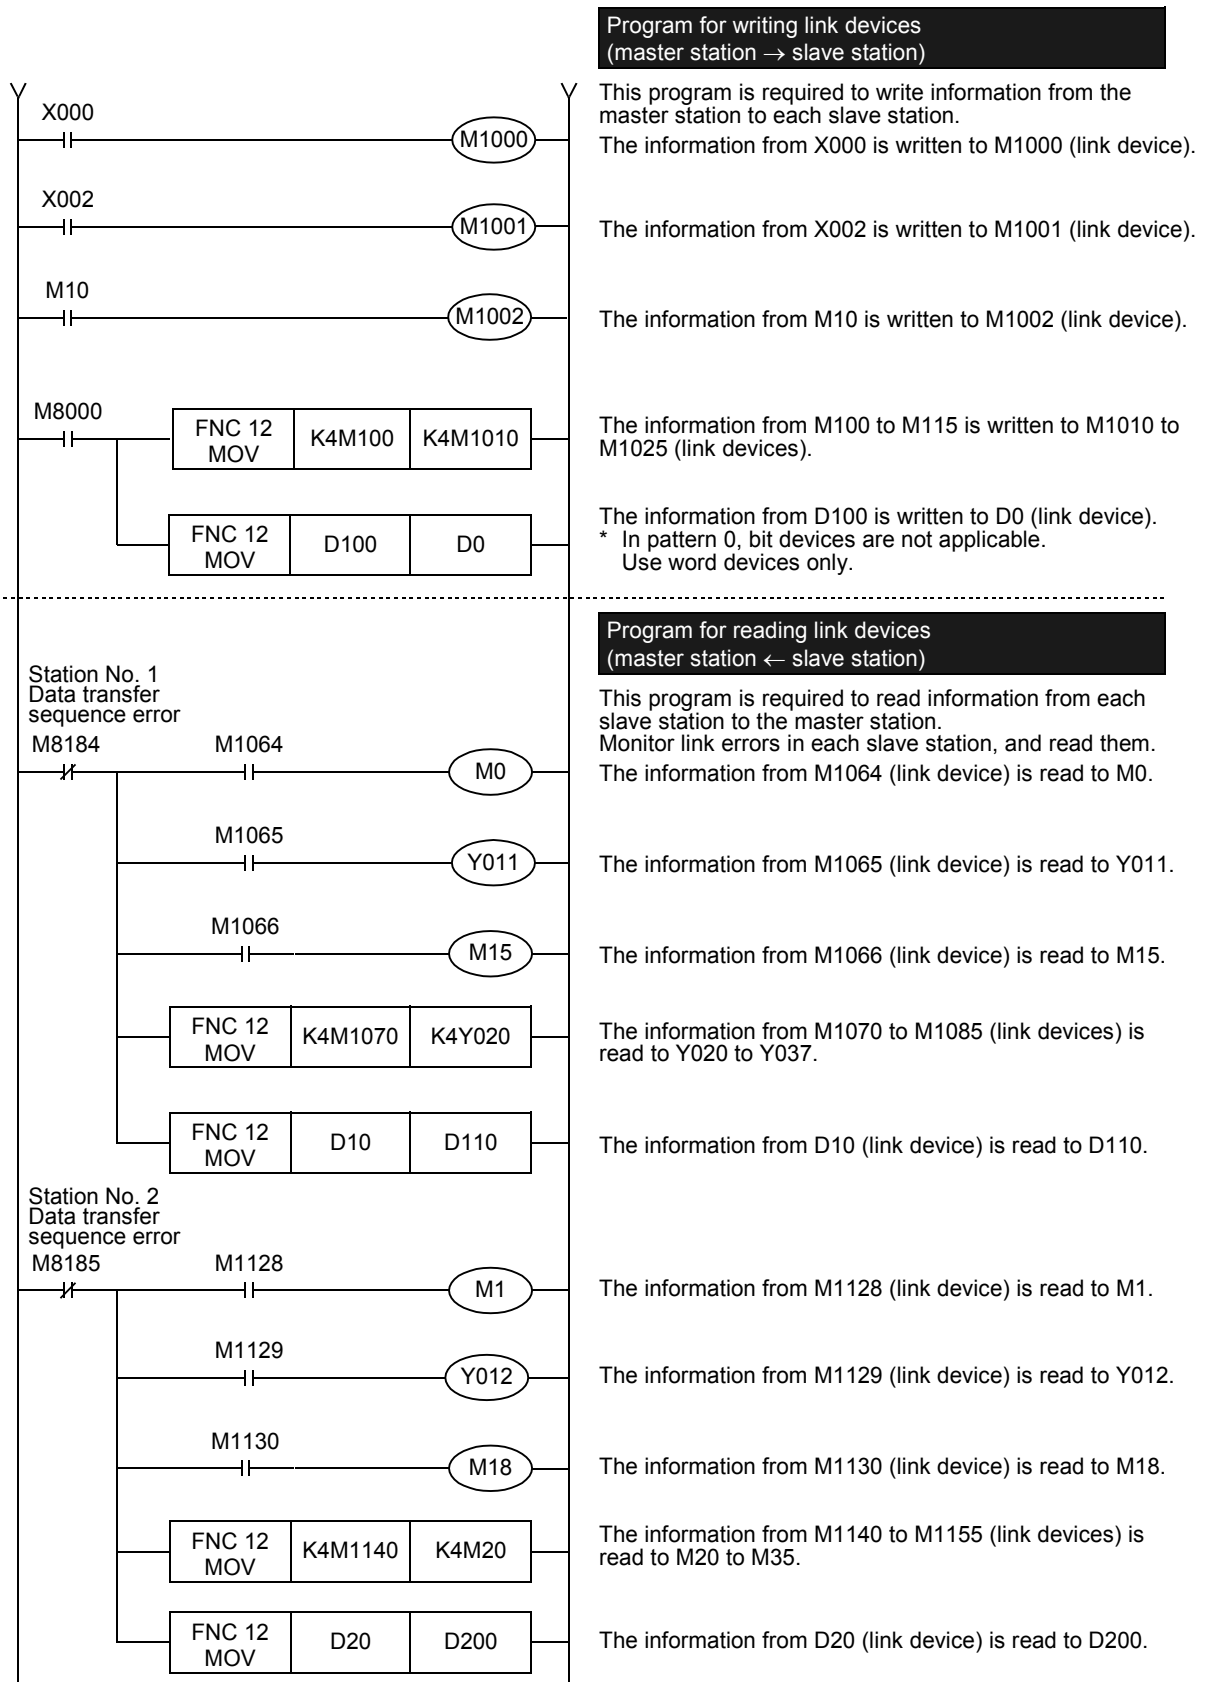 Program for writing link devices
(master station → slave station)
This program is required to write information from the
master station to each slave station.
X000
M1000
The information from X000 is written to M1000 (link device).
X002
M1001
The information from X002 is written to M1001 (link device).
M10
M1002
The information from M10 is written to M1002 (link device).
M8000
FNC 12
MOV
K4M100
K4M1010
The information from M100 to M115 is written to M1010 to
M1025 (link devices).
FNC 12
MOV
D100
D0
The information from D100 is written to D0 (link device).
* In pattern 0, bit devices are not applicable.
Use word devices only.
Program for reading link devices
(master station ← slave station)
Station No. 1
Data transfer
sequence error
This program is required to read information from each
slave station to the master station.
Monitor link errors in each slave station, and read them.
M8184
M1064
M0
The information from M1064 (link device) is read to M0.
M1065
Y011
The information from M1065 (link device) is read to Y011.
M1066
M15
The information from M1066 (link device) is read to M15.
FNC 12
MOV
K4M1070
K4Y020
The information from M1070 to M1085 (link devices) is
read to Y020 to Y037.
FNC 12
MOV
D10
D110
The information from D10 (link device) is read to D110.
Station No. 2
Data transfer
sequence error
M8185
M1128
M1
The information from M1128 (link device) is read to M1.
M1129
Y012
The information from M1129 (link device) is read to Y012.
M1130
M18
The information from M1130 (link device) is read to M18.
FNC 12
MOV
K4M1140
K4M20
The information from M1140 to M1155 (link devices) is
read to M20 to M35.
FNC 12
MOV
D20
D200
The information from D20 (link device) is read to D200.